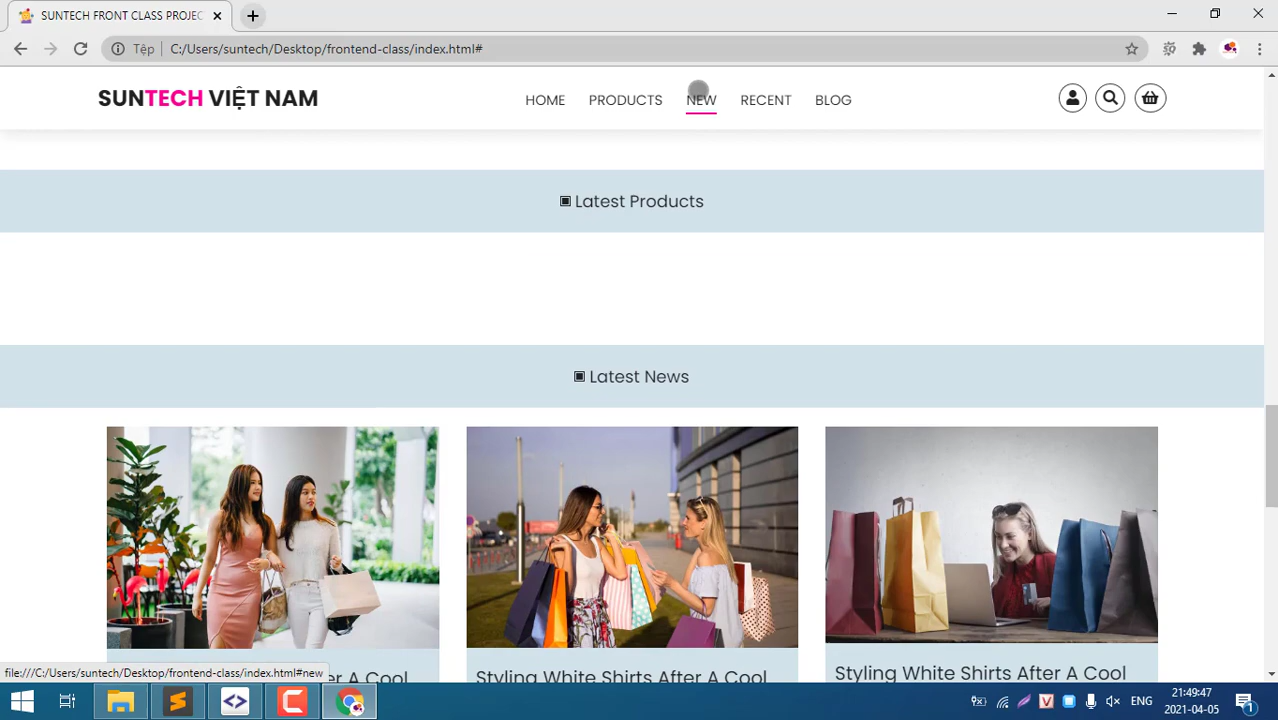 SUNTECH FRONT CLASS PROJEC
Tệp
C:/Users/suntech/Desktop/frontend-class/index.html#
SUNTECH VIỆT NAM
HOME
PRODUCTS
NEW
RECENT
BLOG
Latest Products
Latest News
er A Cool
Styling White Shirts After A Cool
Styling White Shirts After A Cool
file:///C:/Users/suntech/Desktop/frontend-class/index.html#new
ENG
21:49:47
2021-04-05
1